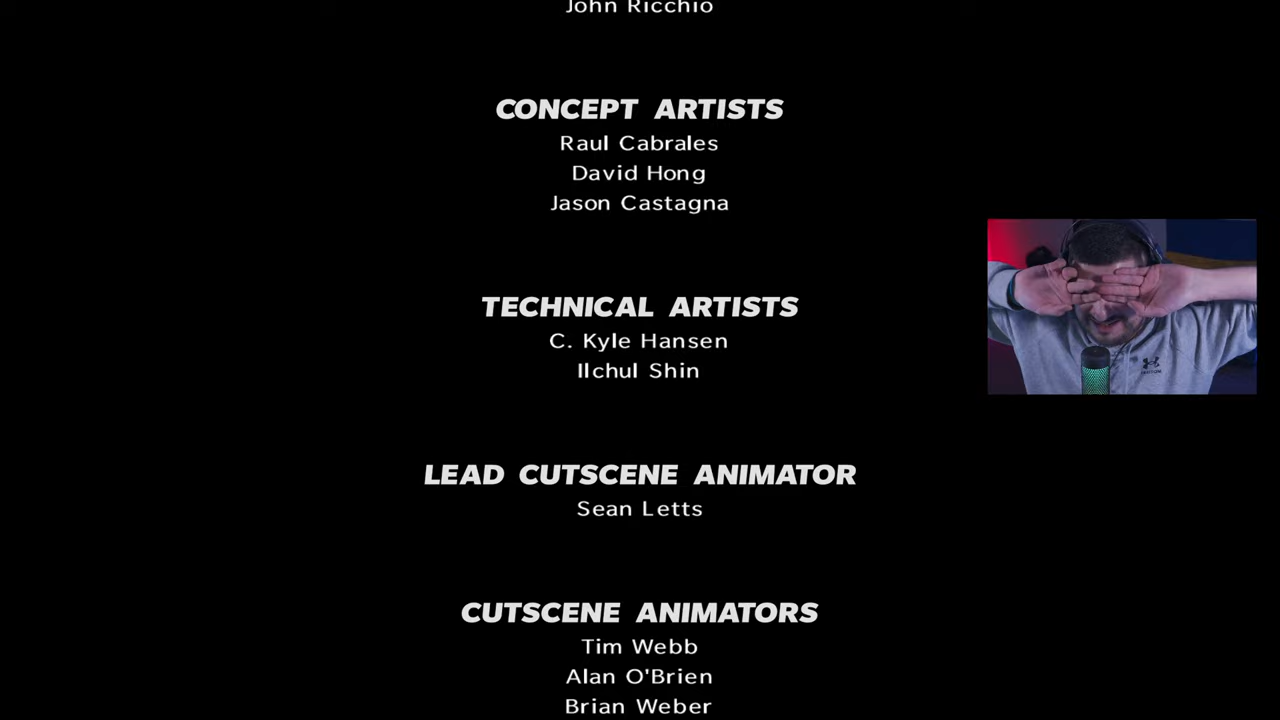 John Ricchio
CONCEPT ARTISTS
Raul Cabrales
David Hong
Jason Castagna
TECHNICAL ARTISTS
C. Kyle Hansen
Ilchul Shin
LEAD CUTSCENE ANIMATOR
Sean Letts
CUTSCENE ANIMATORS
Tim Webb
Alan O'Brien
Brian Weber